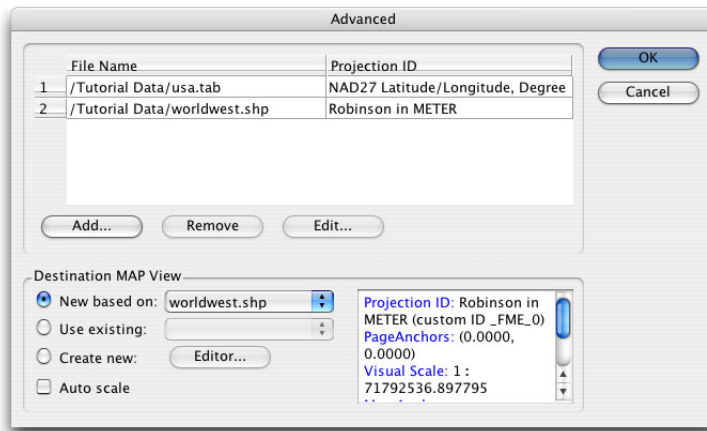 Advanced
File Name Projection ID
1 /Tutorial Data/usa.tab NAD27 Latitude/Longitude, Degree
2 /Tutorial Data/worldwest.shp Robinson in METER
OK
Cancel
Add... Remove Edit...
Destination MAP View
New based on: worldwest.shp
Use existing:
Create new: Editor...
Auto scale
Projection ID: Robinson in
METER (custom ID _FME_0)
PageAnchors: (0.0000,
0.0000)
Visual Scale: 1 :
71792536.897795